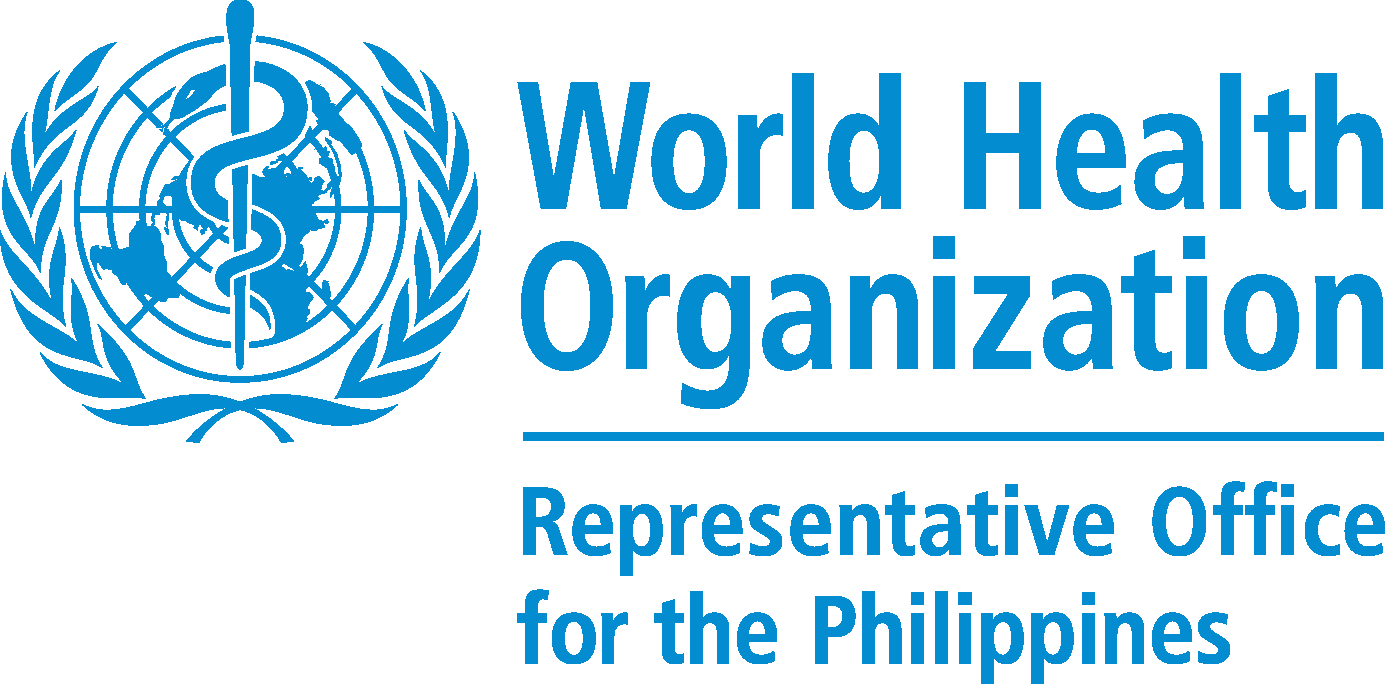 World Health
Organization
Representative Office
for the Philippines